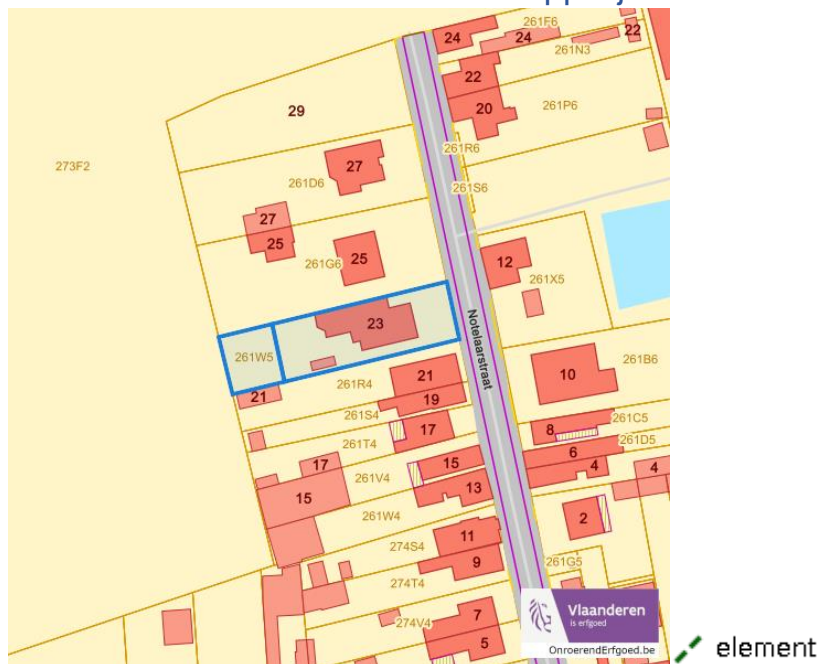 24
24
261F6
22
261N3
22
29
20
261P6
261R6
273F2
27
261D6
261S6
27
25
25
261G6
12
261X5
23
Notelaarstraat
261W5
261B6
21
10
21
261R4
19
261S4
17
8
261C5
261D5
261T4
6
17
15
4
4
261V4
15
13
261W4
2
11
274S4
9
261G5
274T4
7
274V4
5
Vlaanderen
is erfgoed
OnroerendErfgoed.be
element